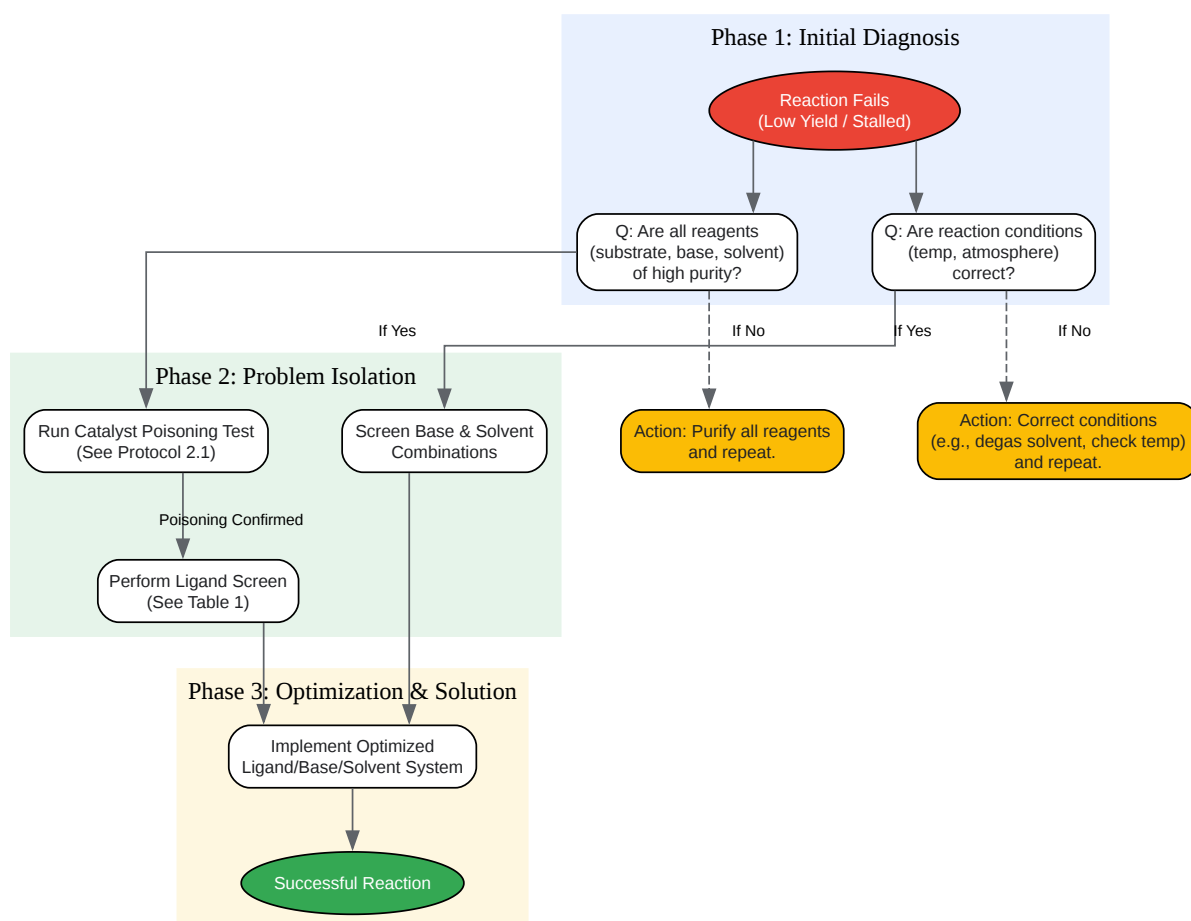 Phase 1: Initial Diagnosis
Reaction Fails
(Low Yield / Stalled)
Q: Are all reagents
(substrate, base, solvent)
of high purity?
Q: Are reaction conditions
(temp, atmosphere)
correct?
If Yes
If No
If Yes
If No
Phase 2: Problem Isolation
Run Catalyst Poisoning Test
(See Protocol 2.1)
Screen Base & Solvent
Combinations
Action: Purify all reagents
and repeat.
Action: Correct conditions
(e.g., degas solvent, check temp)
and repeat.
Poisoning Confirmed
Perform Ligand Screen
(See Table 1)
Phase 3: Optimization & Solution
Implement Optimized
Ligand/Base/Solvent System
Successful Reaction